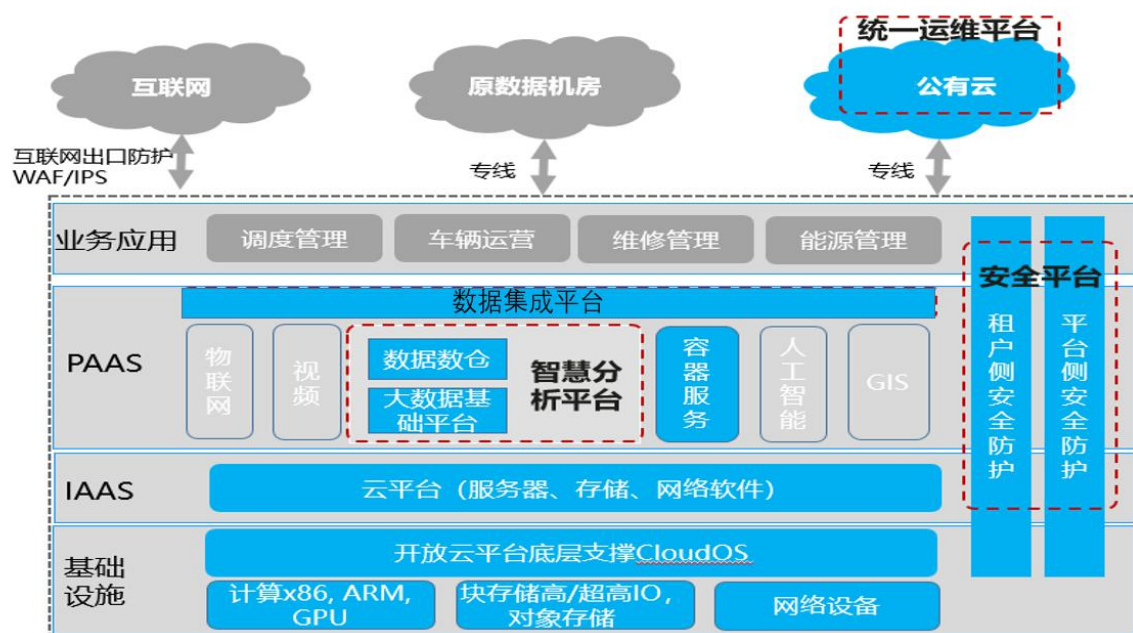 统一运维平台
互联网
原数据机房
公有云
互联网出口防护
WAF/IPS
专线
专线
业务应用
调度管理
车辆运营
维修管理
能源管理
安全平台
租户侧安全防护
平台侧安全防护
数据集成平台
PAAS
物联网
视频
数据数仓
大数据基
础平台
智慧分
析平台
容器服务
人工智能
GIS
IAAS
云平台（服务器、存储、网络软件）
基础
设施
开放云平台底层支撑CloudOS
计算x86, ARM,
GPU
块存储高/超高IO，
对象存储
网络设备